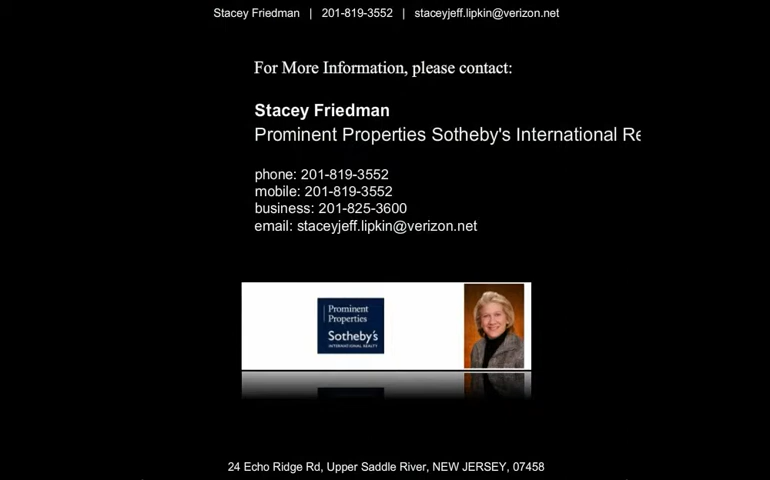 Stacey Friedman | 201-819-3552 | staceyjeff.lipkin@verizon.net
For More Information, please contact:
Stacey Friedman
Prominent Properties Sotheby's International Re
phone: 201-819-3552
mobile: 201-819-3552
business: 201-825-3600
email: staceyjeff.lipkin@verizon.net
Prominent
Properties
Sotheby's
INTERNATIONAL REALTY
24 Echo Ridge Rd, Upper Saddle River, NEW JERSEY, 07458